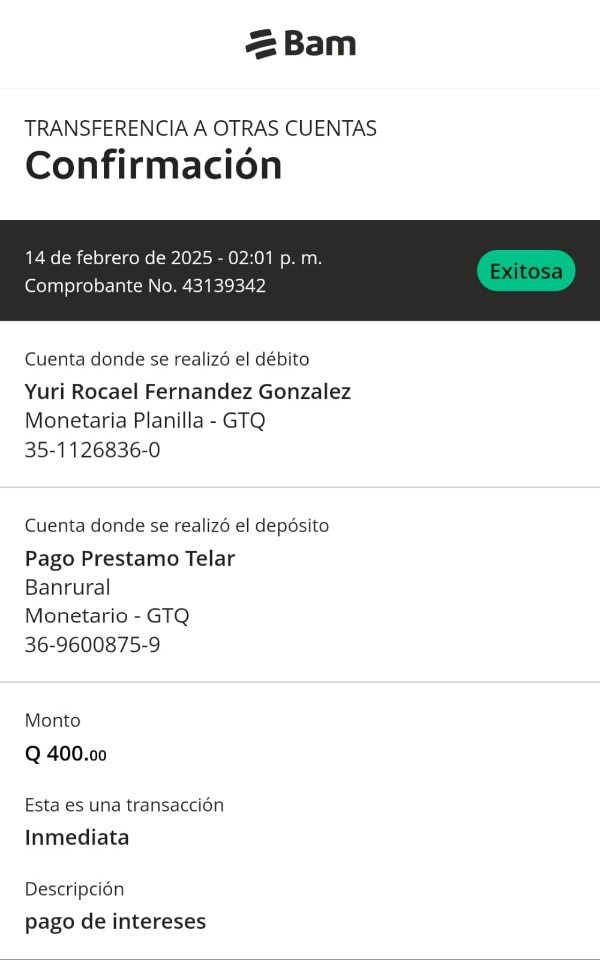 Bam
TRANSFERENCIA A OTRAS CUENTAS
Confirmación
14 de febrero de 2025 - 02:01 p. m.
Comprobante No. 43139342
Exitosa
Cuenta donde se realizó el débito
Yuri Rocael Fernandez Gonzalez
Monetaria Planilla - GTQ
35-1126836-0
Cuenta donde se realizó el depósito
Pago Prestamo Telar
Banrural
Monetario - GTQ
36-9600875-9
Monto
Q 400.00
Esta es una transacción
Inmediata
Descripción
pago de intereses